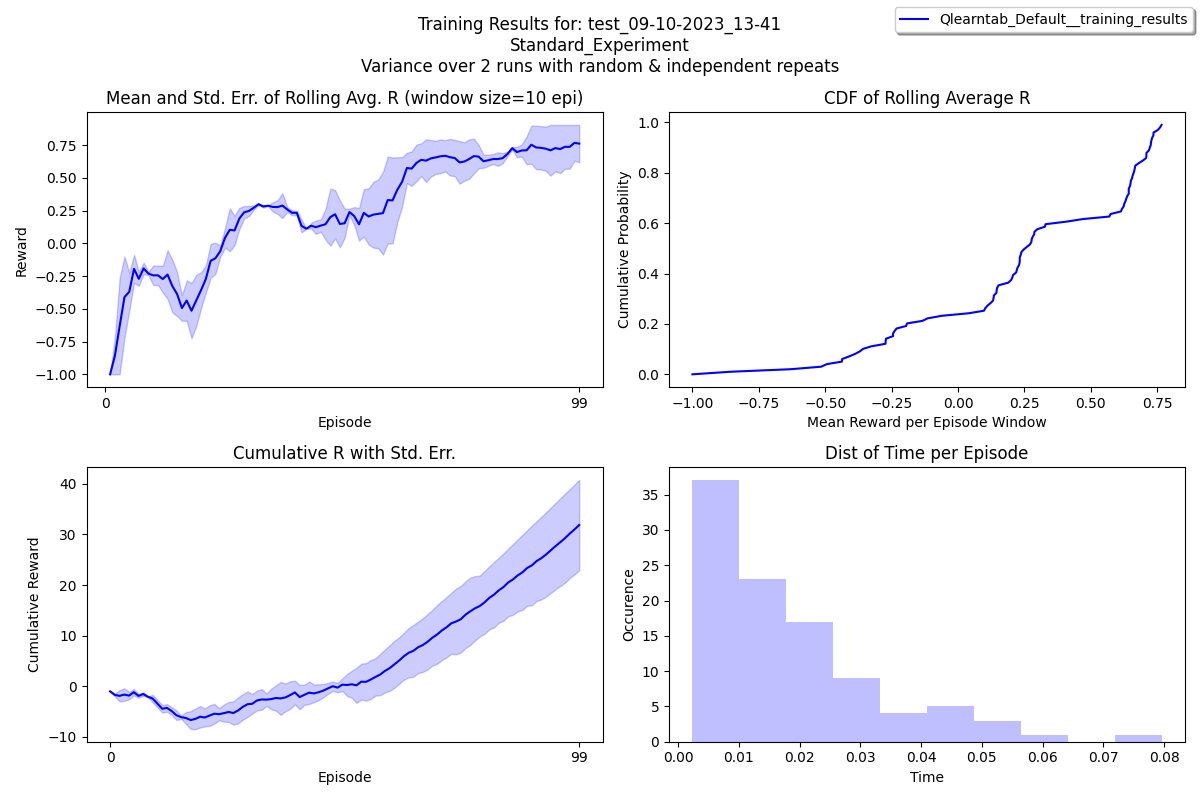 Training Results for: test_09-10-2023_13-41
Standard_Experiment
Variance over 2 runs with random & independent repeats
Qlearntab_Default__training_results
Mean and Std. Err. of Rolling Avg. R (window size=10 epi)
Reward
0.75
0.50
0.25
0.00
−0.25
−0.50
−0.75
−1.00
0 99
Episode
CDF of Rolling Average R
Cumulative Probability
1.0
0.8
0.6
0.4
0.2
0.0
−1.00 −0.75 −0.50 −0.25 0.00 0.25 0.50 0.75
Mean Reward per Episode Window
Cumulative R with Std. Err.
Cumulative Reward
40
30
20
10
0
−10
0 99
Episode
Dist of Time per Episode
Occurence
35
30
25
20
15
10
5
0
0.00 0.01 0.02 0.03 0.04 0.05 0.06 0.07 0.08
Time